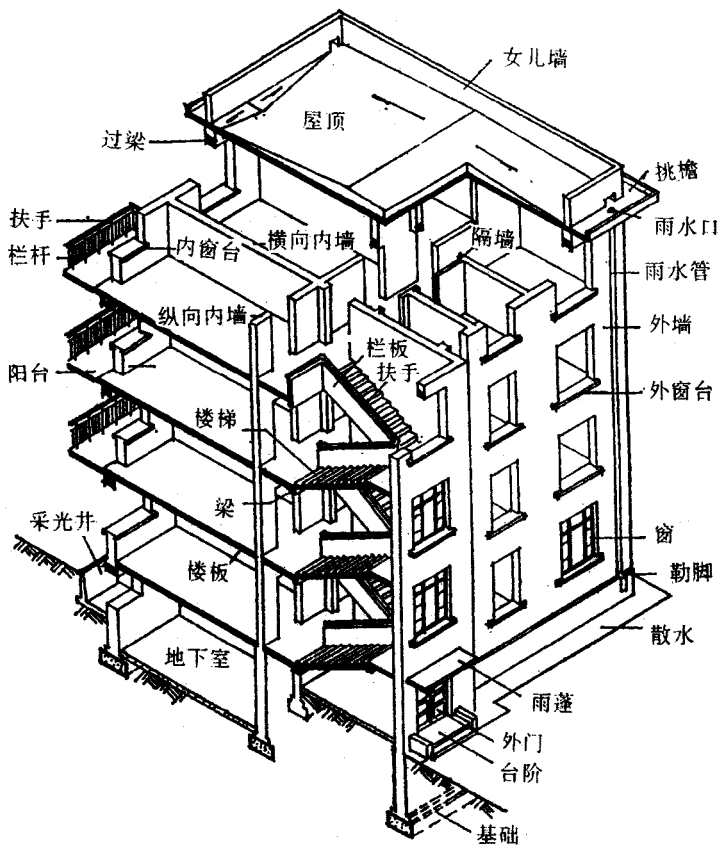 女儿墙
屋顶
过梁
挑檐
扶手
雨水口
栏杆
内窗台
横向内墙
隔墙
雨水管
纵向内墙
外墙
栏板
阳台
扶手
外窗台
楼梯
梁
采光井
窗
楼板
勒脚
散水
地下室
雨蓬
外门
台阶
基础